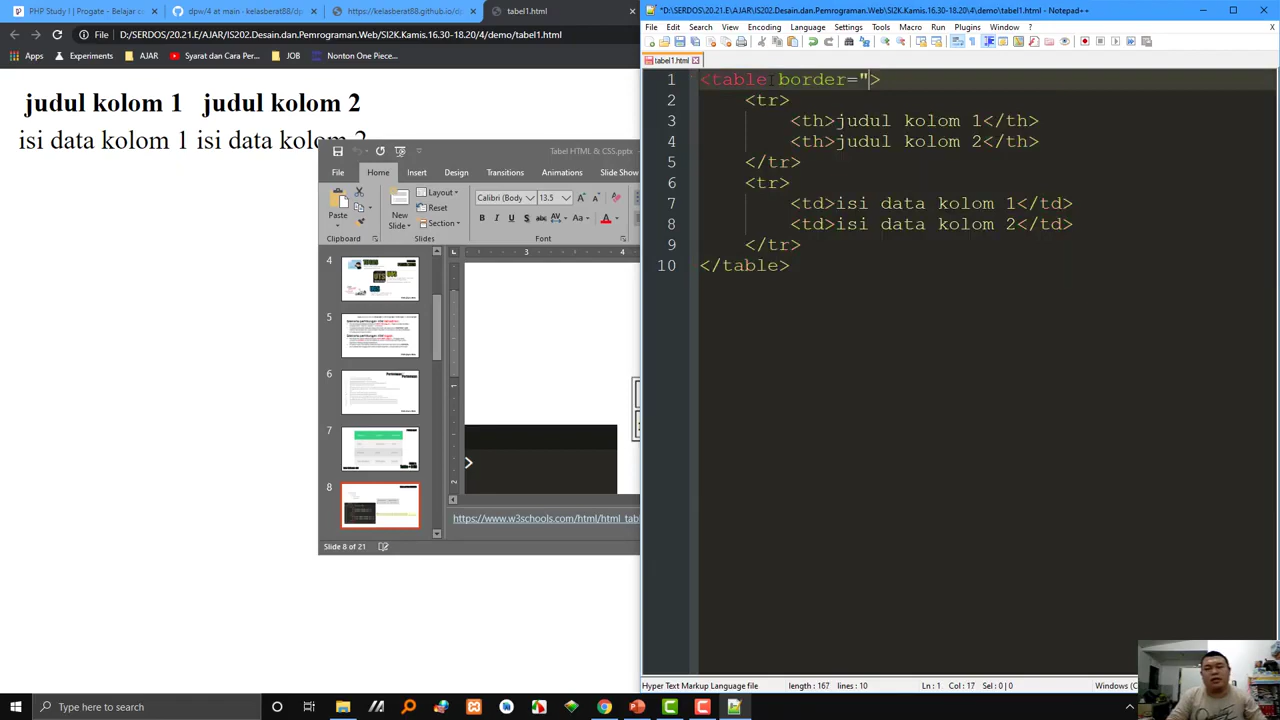 PHP Study I | Progate - Belajar c
dpw/4 at main · kelasberat88/dp
https://kelasberat88.github.io/dp
tabel1.html
D:/SERDOS/20.21.E/AJAR/IS202.Desain.dan.Pemrograman.Web/SI2K.Kamis.16.30-18.20/4/demo/tabel1.html
Apps
Experiments
AJAR
JOB
Nonton One Piece...
judul kolom 1 judul kolom 2
isi data kolom 1 isi data kolom 2
Tabel HTML & CSS.pptx
File Home Insert Design Transitions Animations Slide Show
Paste
New
Slide
Layout
Reset
Section
Calibri (Body 13.5
B I U S abc AV Aa A
Clipboard Slides Font
3 4
4
5
6
7
8
https://www.w3
Slide 8 of 21
*D:\SERDOS\20.21.E\AJAR\IS202.Desain.dan.Pemrograman.Web\SI2K.Kamis.16.30-18.20\4\demo\tabel1.html - Notepad++
File Edit Search View Encoding Language Settings Tools Macro Run Plugins Window ?
tabel1.html
1 <table border=">
2 <tr>
3 <th>judul kolom 1</th>
4 <th>judul kolom 2</th>
5 </tr>
6 <tr>
7 <td>isi data kolom 1</td>
8 <td>isi data kolom 2</td>
9 </tr>
10 </table>
Hyper Text Markup Language file length : 167 lines : 10 Ln : 1 Col : 17 Sel : 0 | 0 Windows (C
Type here to search